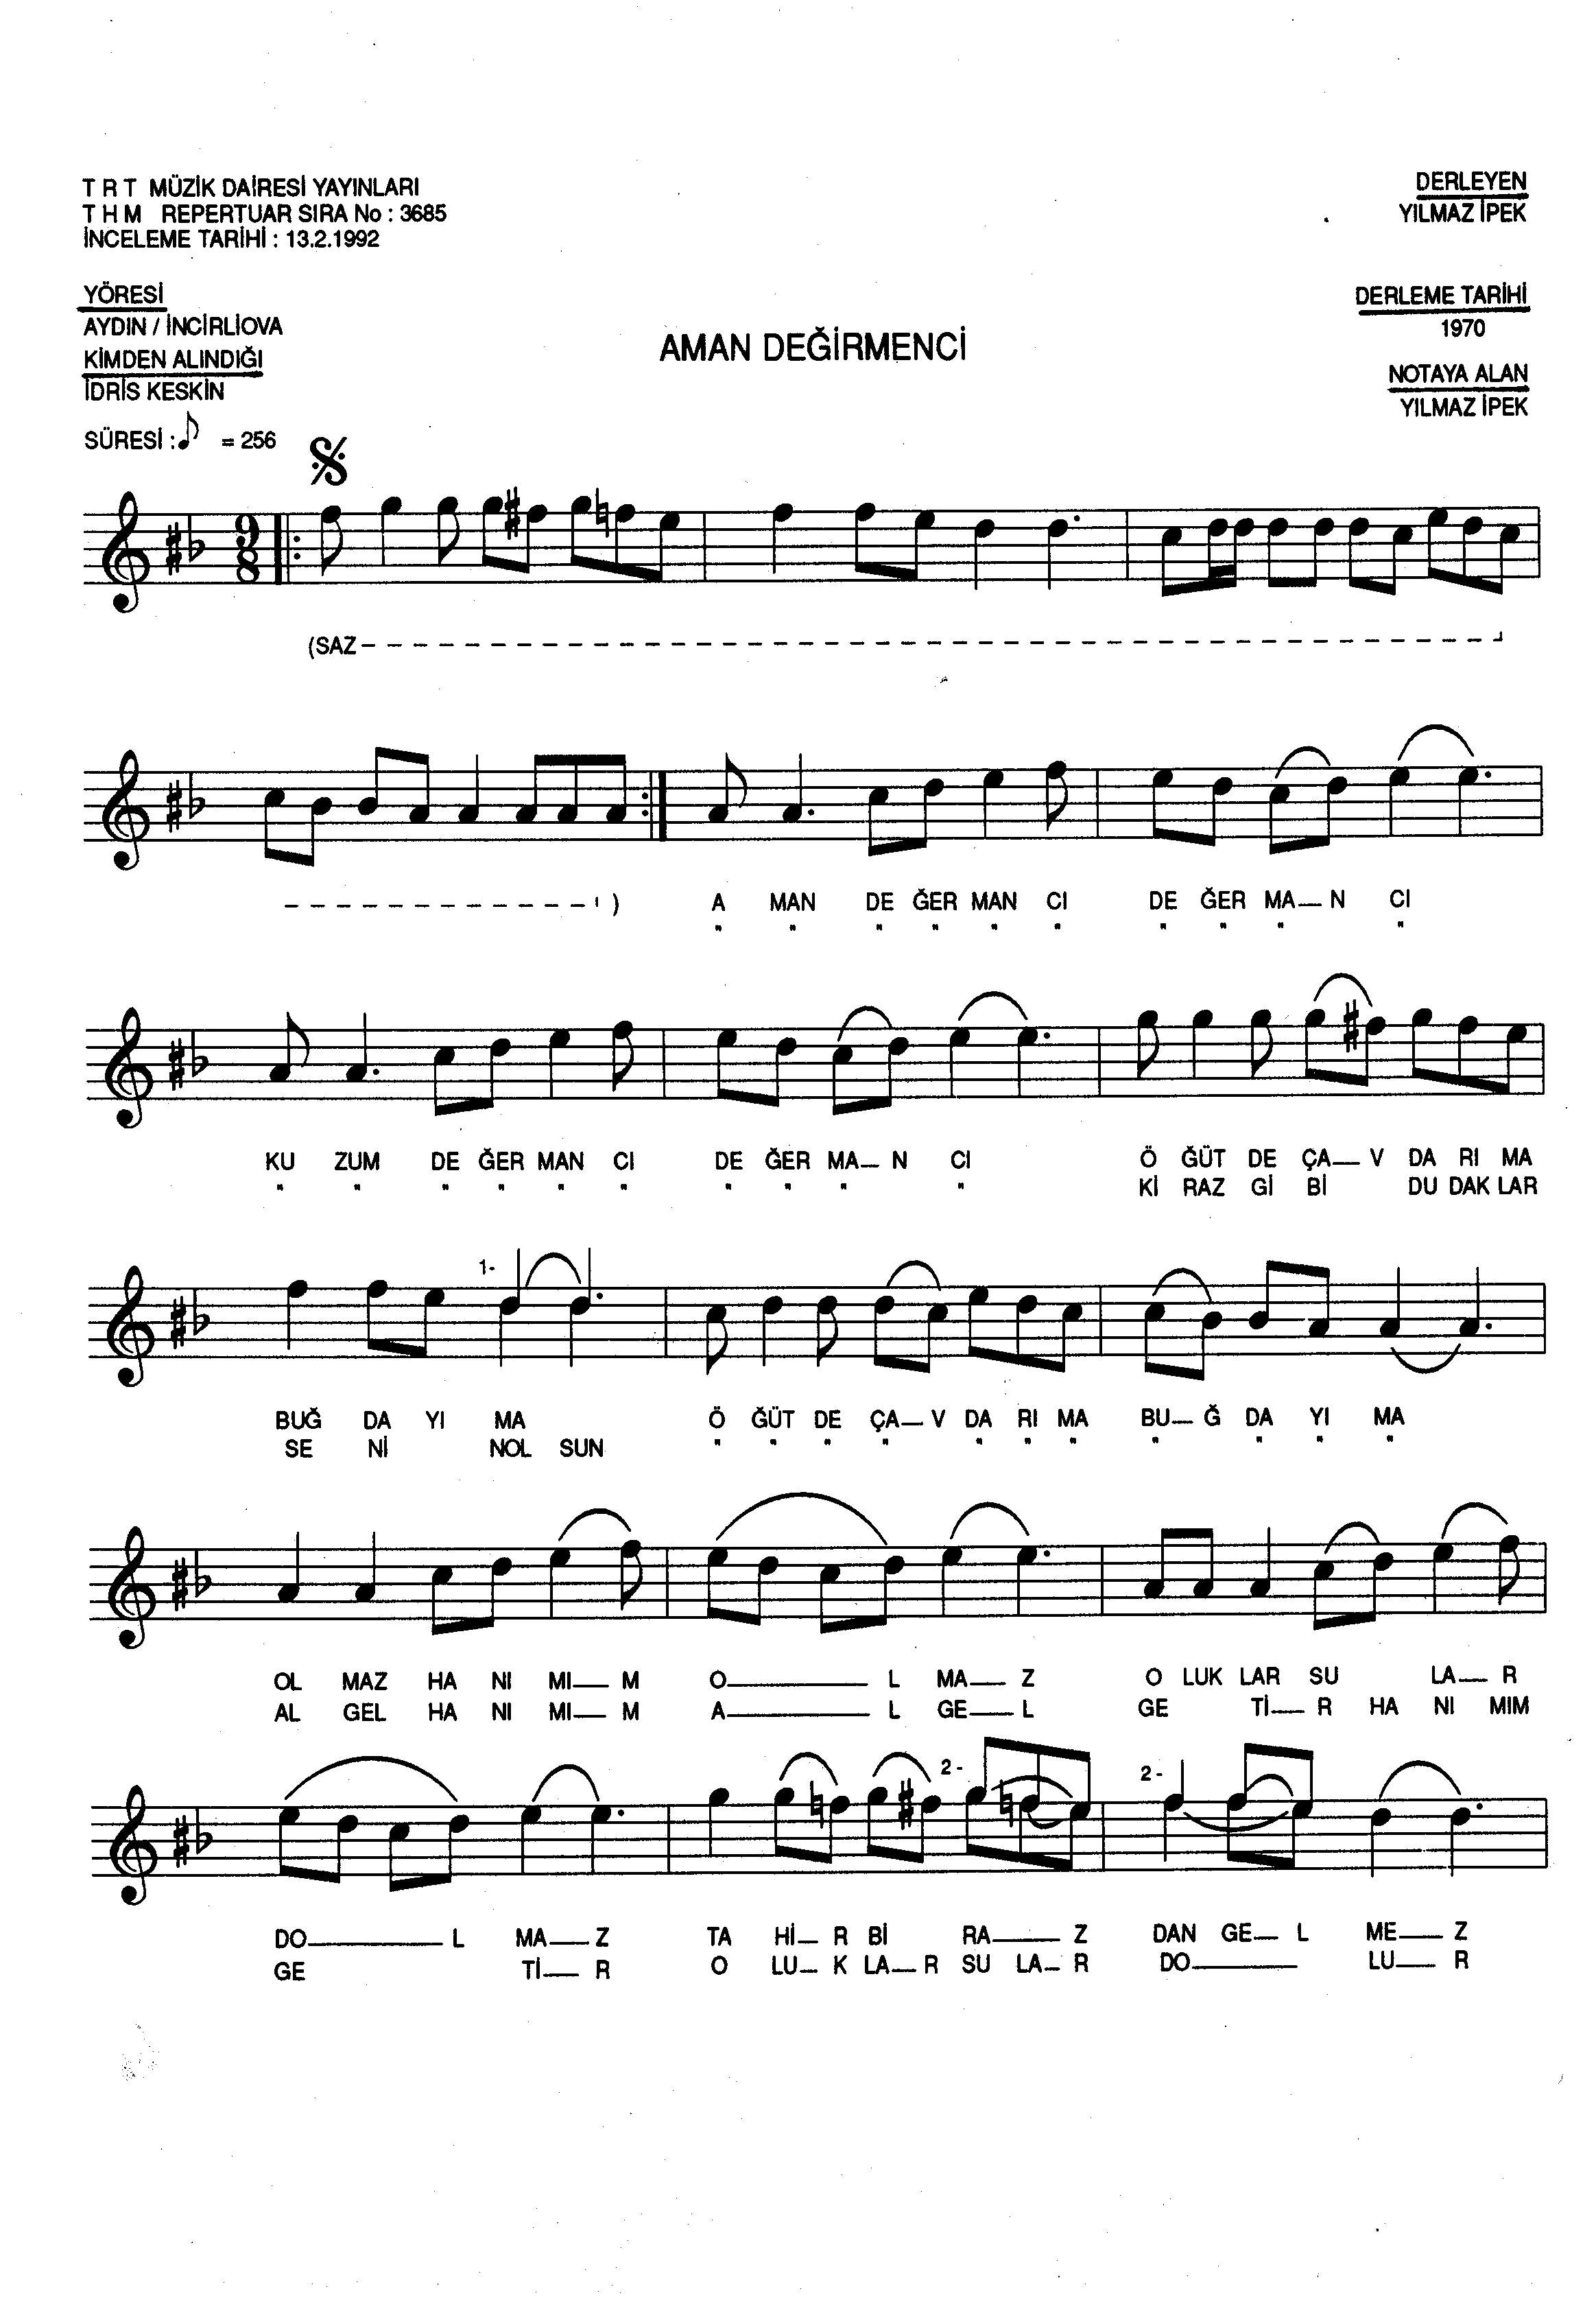 T R T MÜZİK DAİRESİ YAYINLARI
T H M REPERTUAR SIRA No : 3685
İNCELEME TARİHİ : 13.2.1992
DERLEYEN
YILMAZ İPEK
YÖRESİ
AYDIN / İNCİRLİOVA
KİMDEN ALINDIĞI
İDRİS KESKİN
SÜRESİ : ♪ = 256
AMAN DEĞİRMENCİ
DERLEME TARİHİ
1970
NOTAYA ALAN
YILMAZ İPEK
9
8
(SAZ - - - - - - - - - - - - - - - - - - - -
- - - - - - - - - - - - )
A MAN DE ĞER MAN CI DE ĞER MA— N CI
" " " " " " " " " "
KU ZUM DE ĞER MAN CI DE ĞER MA— N CI Ö ĞÜT DE ÇA— V DA RI MA
" " " " " " " " " " Kİ RAZ Gİ Bİ DU DAK LAR
1-
BUĞ DA YI MA Ö ĞÜT DE ÇA— V DA RI MA BU— Ğ DA YI MA
SE Nİ NOL SUN " " " " " " " " " " "
OL MAZ HA NI MI— M O——— L MA— Z O LUK LAR SU LA— R
AL GEL HA NI MI— M A——— L GE— L GE Tİ— R HA NI MIM
2 -
2 -
DO——— L MA— Z TA Hİ— R Bİ RA—— Z DAN GE— L ME— Z
GE Tİ— R O LU— K LA— R SU LA— R DO——— LU— R